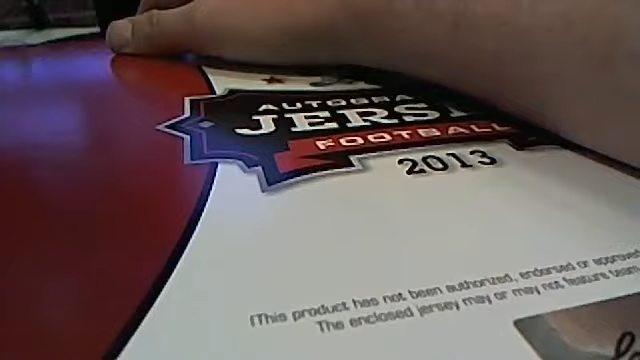 FOOTBALL
2013
(This product has not been authorized, endorsed or approved
The enclosed jersey may or may not feature team